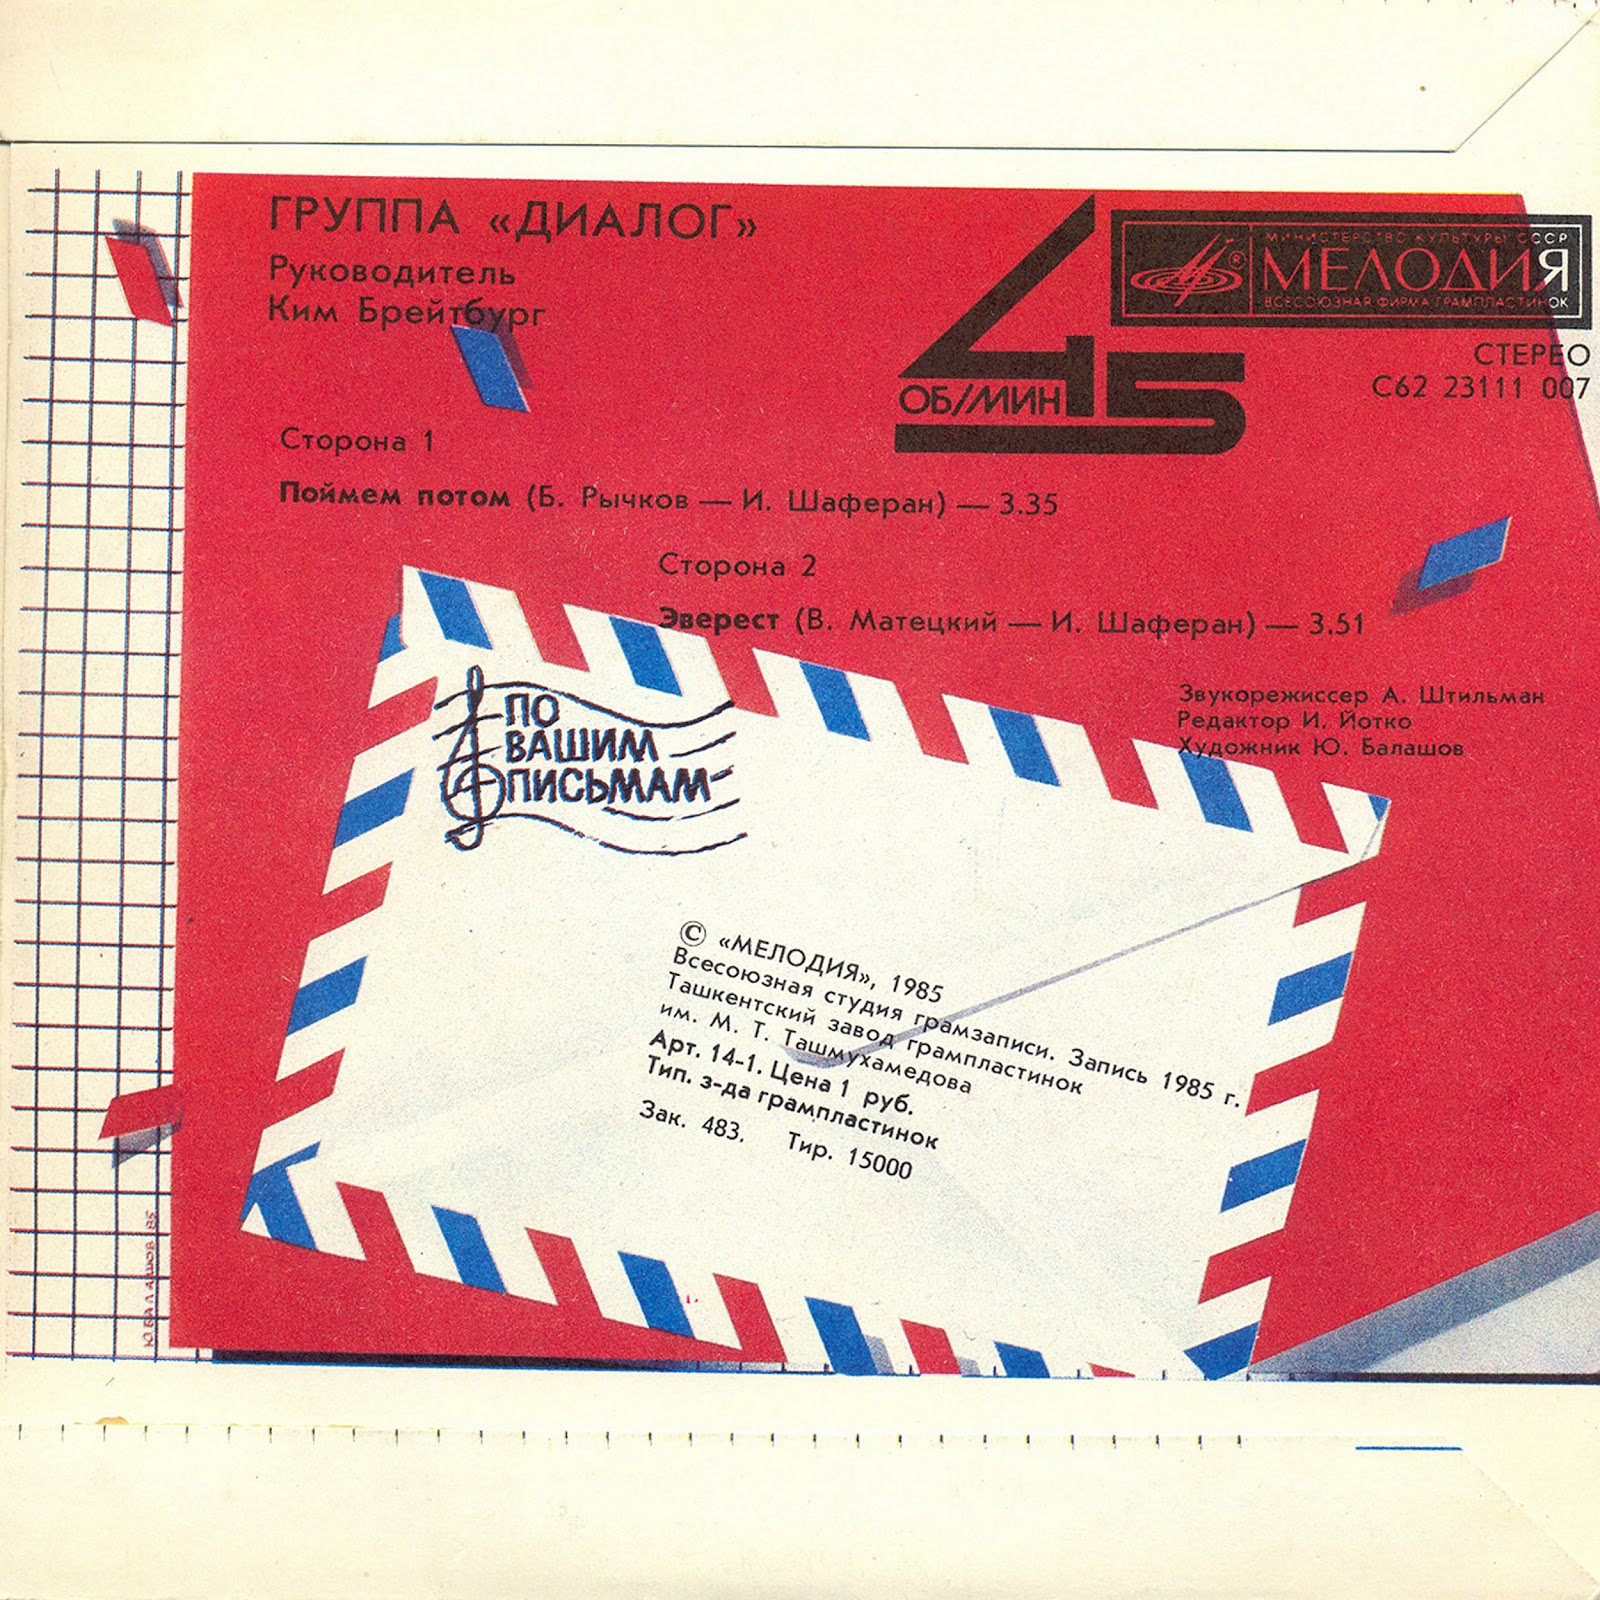 ГРУППА «ДИАЛОГ»
Руководитель
Ким Брейтбург
45
ОБ/МИН
МИНИСТЕРСТВО КУЛЬТУРЫ СССР
МЕЛОДИЯ
®
ВСЕСОЮЗНАЯ ФИРМА ГРАМПЛАСТИНОК
СТЕРЕО
С62 23111 007
Сторона 1
Поймем потом (Б. Рычков — И. Шаферан) — 3.35
Сторона 2
Эверест (В. Матецкий — И. Шаферан) — 3.51
Звукорежиссер А. Штильман
Редактор И. Йотко
Художник Ю. Балашов
ПО
ВАШИМ
ПИСЬМАМ
© «МЕЛОДИЯ», 1985
Всесоюзная студия грамзаписи. Запись 1985 г.
Ташкентский завод грампластинок
им. М. Т. Ташмухамедова
Арт. 14-1. Цена 1 руб.
Тип. з-да грампластинок
Зак. 483. Тир. 15000
Ю.БАЛАШОВ 85